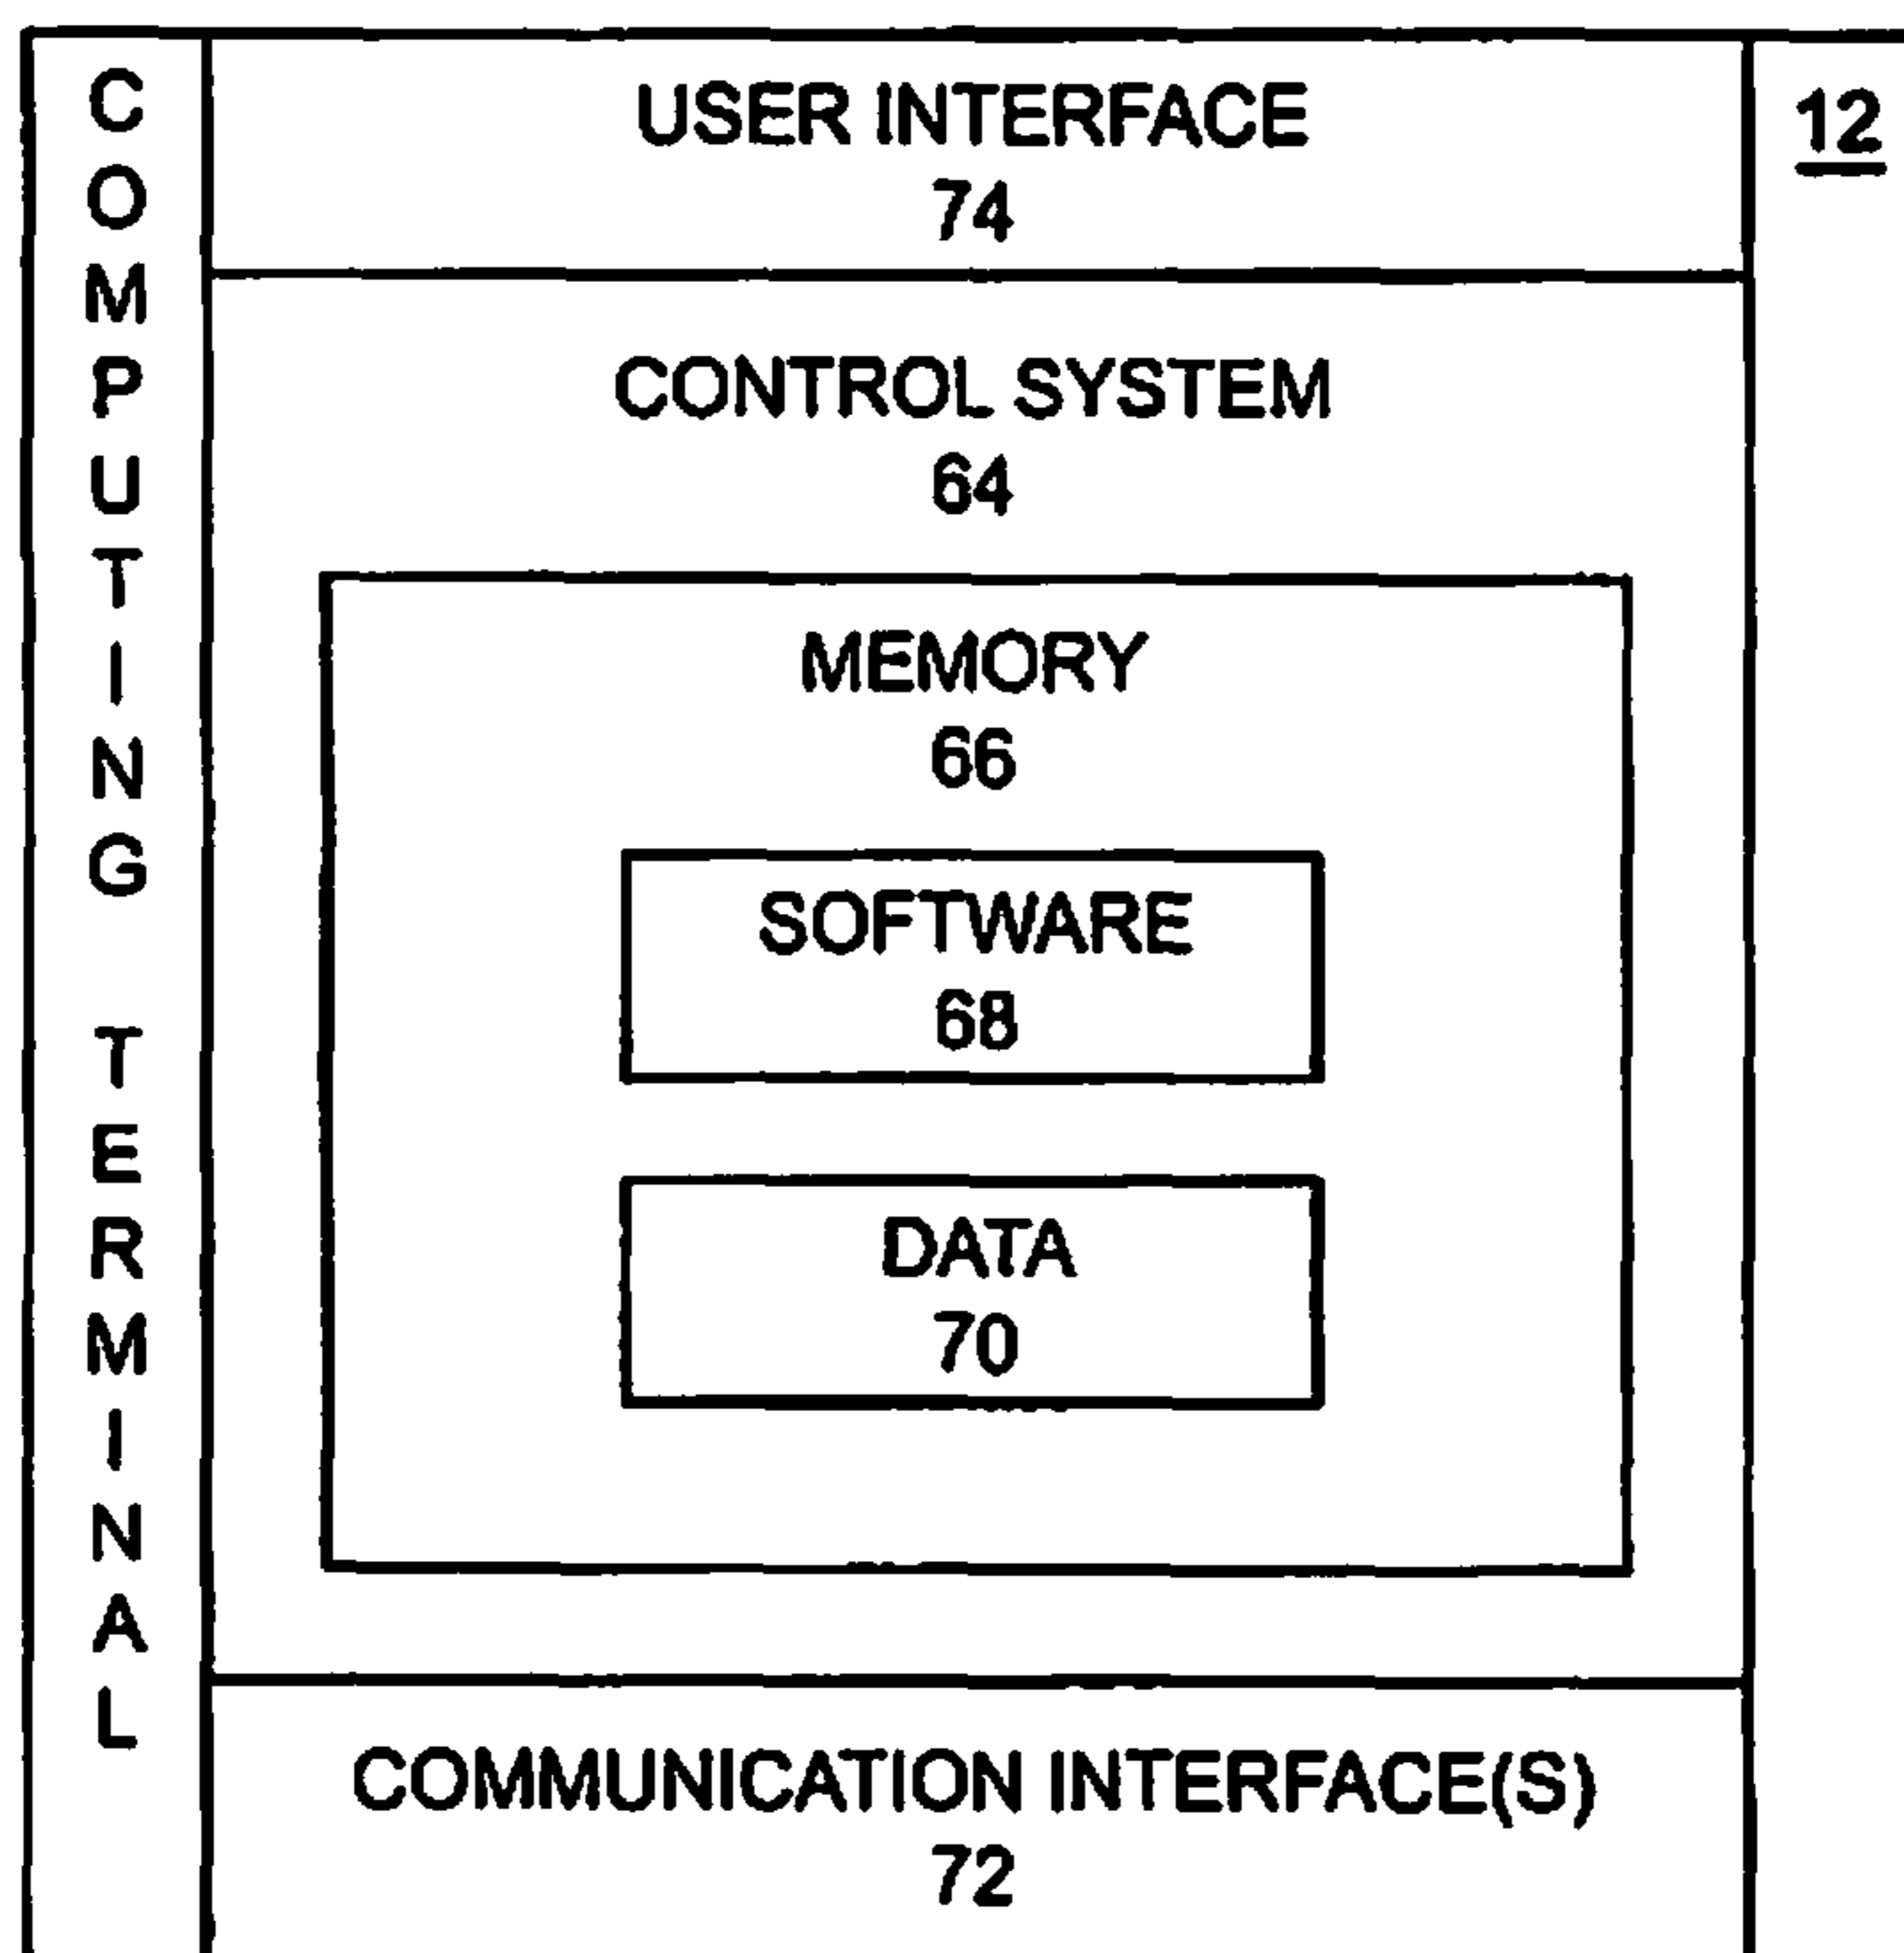 COMPUTING TERMINAL
USER INTERFACE
74
12
CONTROL SYSTEM
64
MEMORY
66
SOFTWARE
68
DATA
70
COMMUNICATION INTERFACE(S)
72